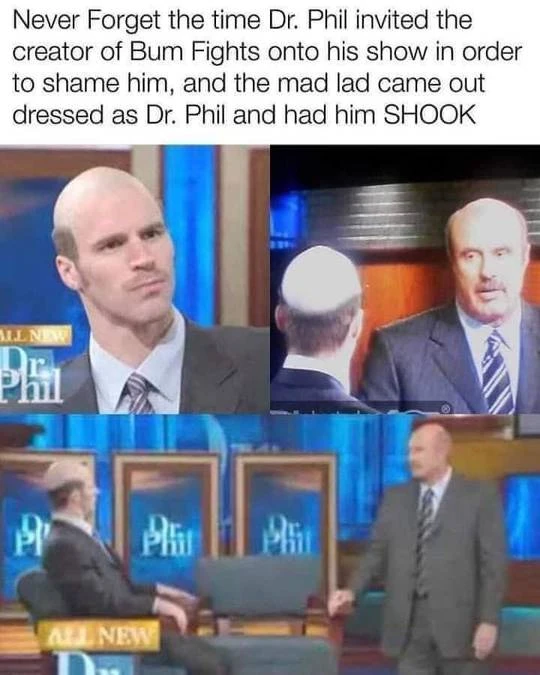 Never Forget the time Dr. Phil invited the
creator of Bum Fights onto his show in order
to shame him, and the mad lad came out
dressed as Dr. Phil and had him SHOOK
ALL NEW
Dr.
Phil
Phil
Phil
ALL NEW